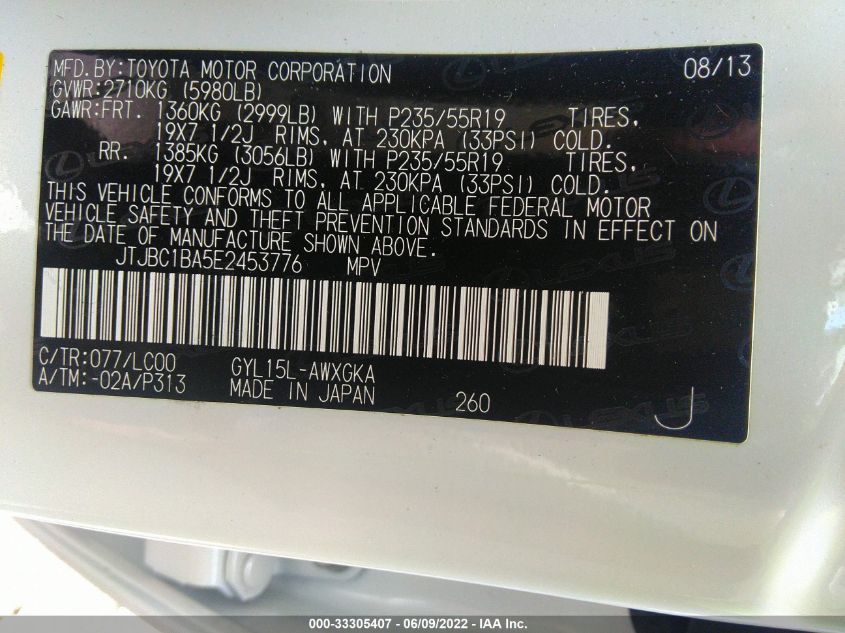 MFD.BY:TOYOTA MOTOR CORPORATION 08/13
GVWR:2710KG (5980LB)
GAWR:FRT. 1360KG (2999LB) WITH P235/55R19 TIRES,
19X7 1/2J RIMS, AT 230KPA (33PSI) COLD.
RR. 1385KG (3056LB) WITH P235/55R19 TIRES,
19X7 1/2J RIMS, AT 230KPA (33PSI) COLD.
THIS VEHICLE CONFORMS TO ALL APPLICABLE FEDERAL MOTOR
VEHICLE SAFETY AND THEFT PREVENTION STANDARDS IN EFFECT ON
THE DATE OF MANUFACTURE SHOWN ABOVE.
JTJBC1BA5E2453776 MPV
C/TR:077/LC00 GYL15L-AWXGKA
A/TM:-02A/P313 MADE IN JAPAN 260 J
LEXUS
000-33305407 - 06/09/2022 - IAA Inc.